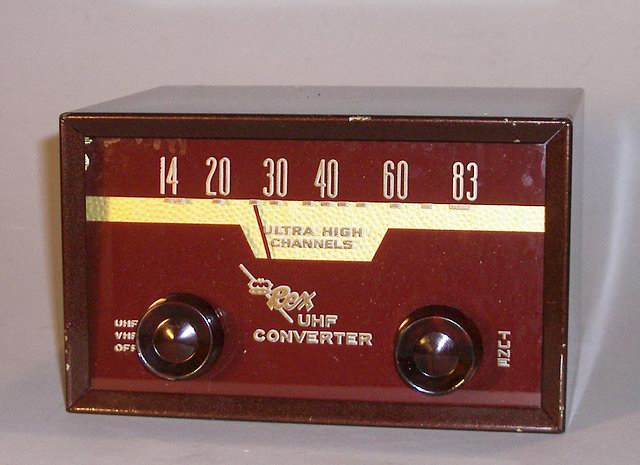 14 20 30 40 60 83
ULTRA HIGH
CHANNELS
Rex
UHF
CONVERTER
UHF
VHF
OFF
TUNE